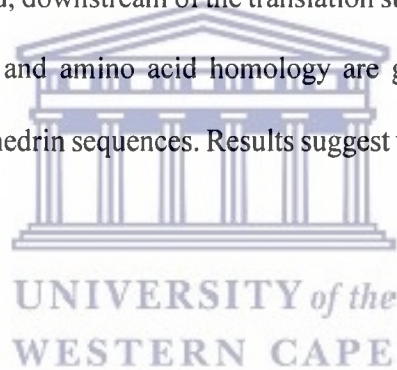 downstream of the translation
and amino acid homology are
hedrin sequences. Results suggest
UNIVERSITY of the
WESTERN CAPE